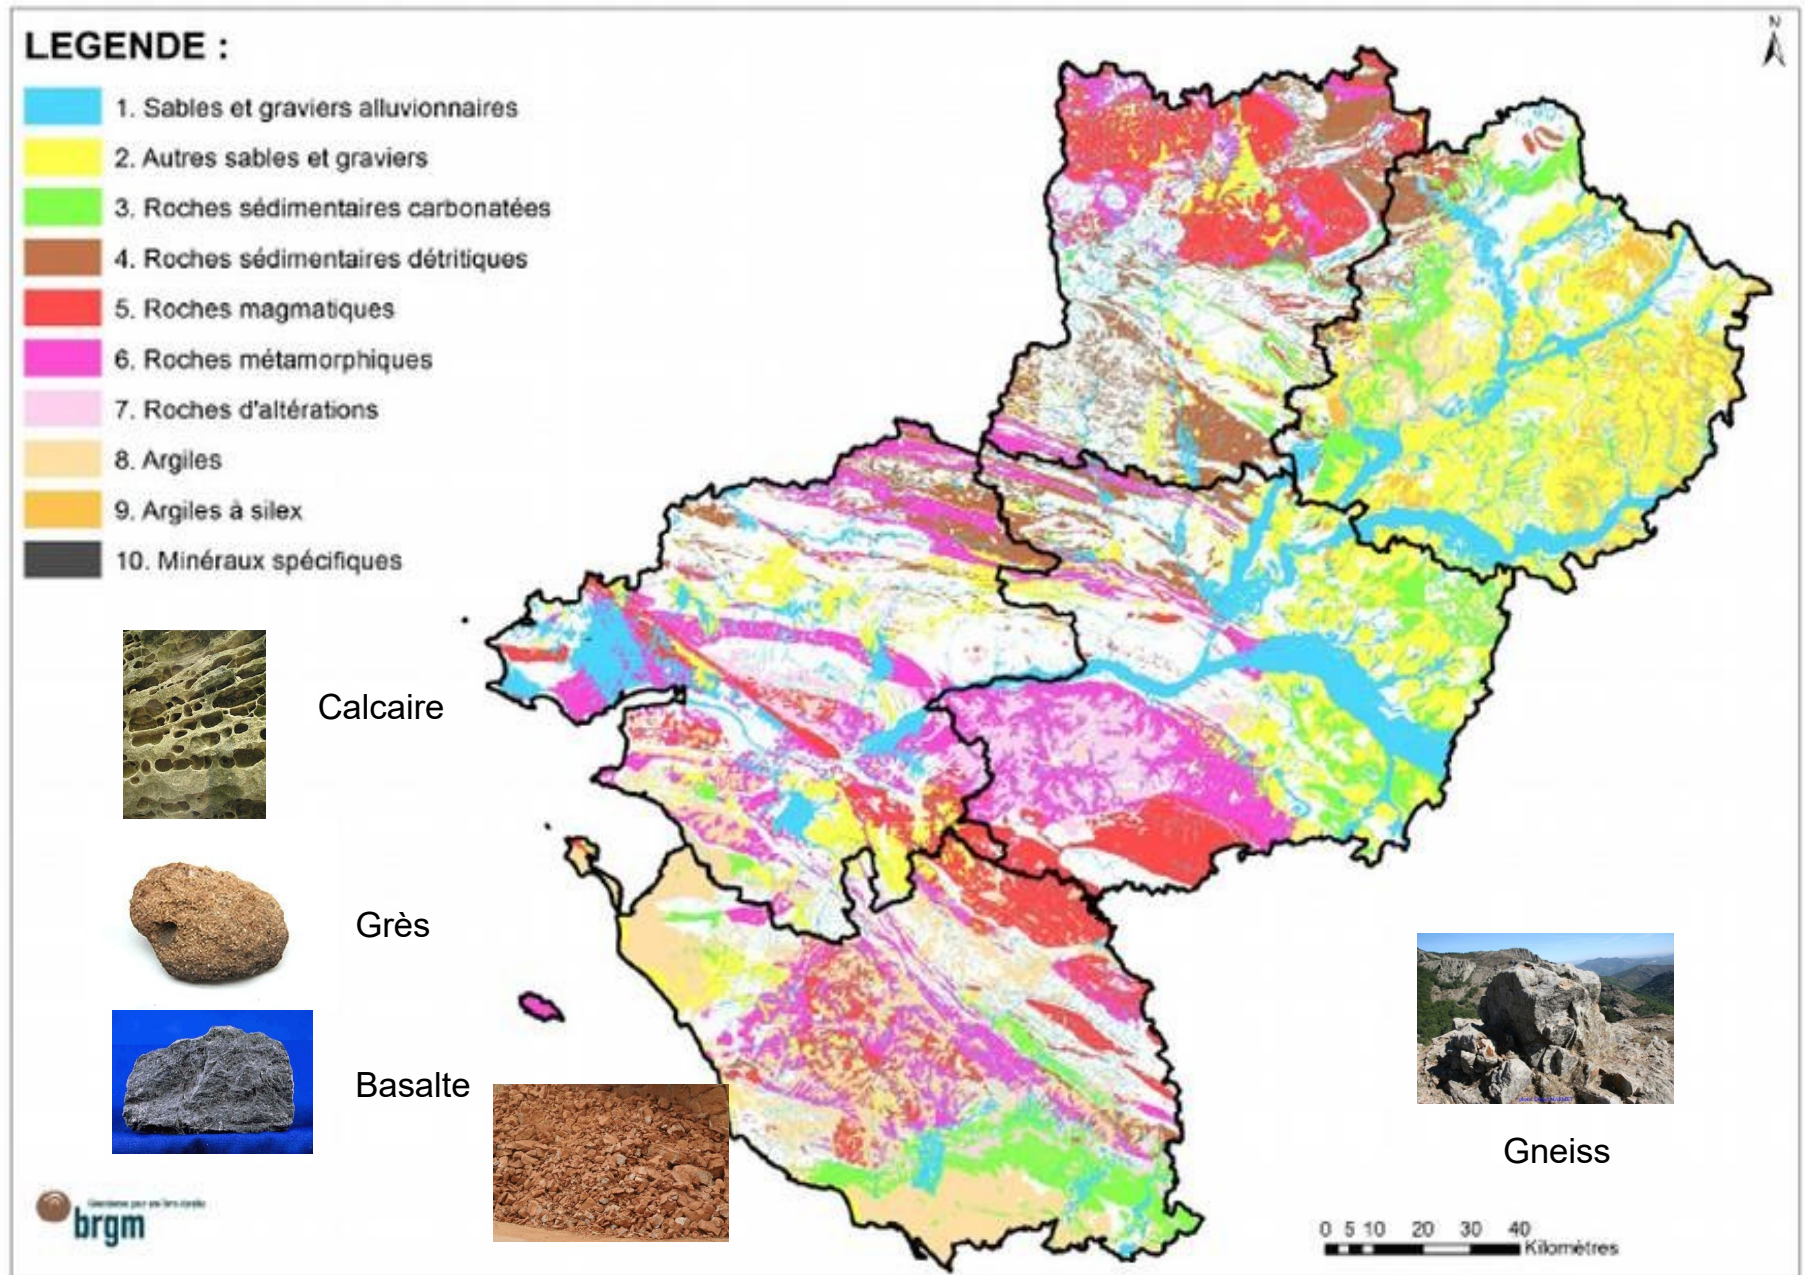 N
LEGENDE :
1. Sables et graviers alluvionnaires
2. Autres sables et graviers
3. Roches sédimentaires carbonatées
4. Roches sédimentaires détritiques
5. Roches magmatiques
6. Roches métamorphiques
7. Roches d'altérations
8. Argiles
9. Argiles à silex
10. Minéraux spécifiques
Calcaire
Grès
Basalte
Gneiss
brgm
0 5 10 20 30 40
Kilomètres